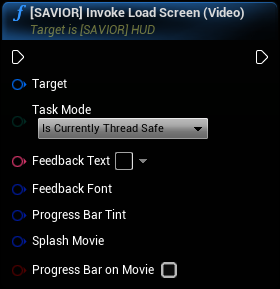 [SAVIOR] Invoke Load Screen (Video)
Target is [SAVIOR] HUD
Target
Task Mode
Is Currently Thread Safe
Feedback Text
Feedback Font
Progress Bar Tint
Splash Movie
Progress Bar on Movie